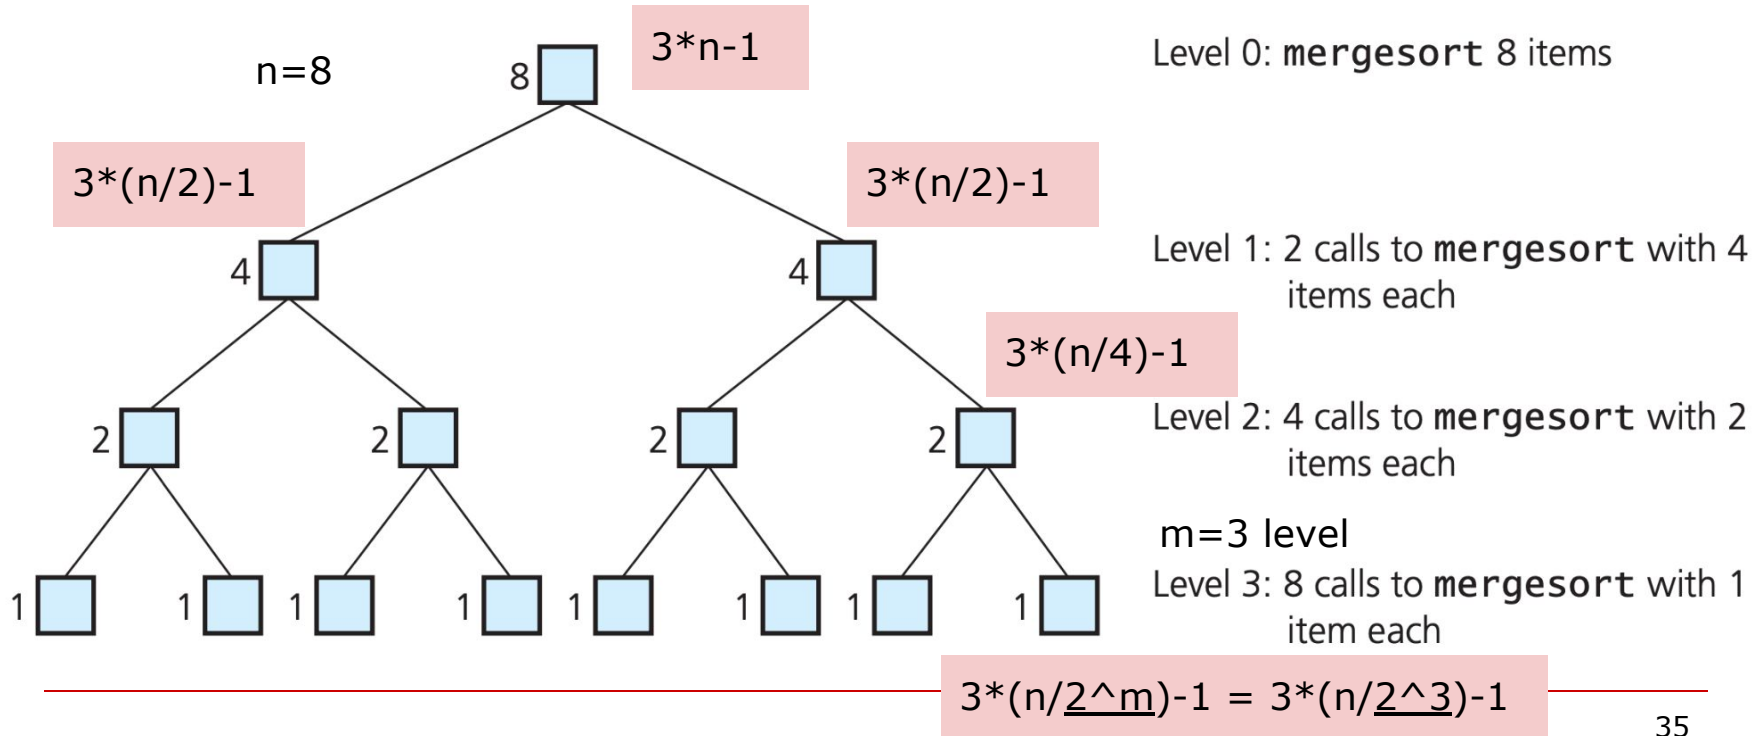 3*n-1
n=8
8
Level 0: mergesort 8 items
3*(n/2)-1
3*(n/2)-1
4
4
Level 1: 2 calls to mergesort with 4
items each
3*(n/4)-1
2
2
2
2
Level 2: 4 calls to mergesort with 2
items each
m=3 level
1
1
1
1
1
1
1
1
Level 3: 8 calls to mergesort with 1
item each
3*(n/2^m)-1 = 3*(n/2^3)-1
35